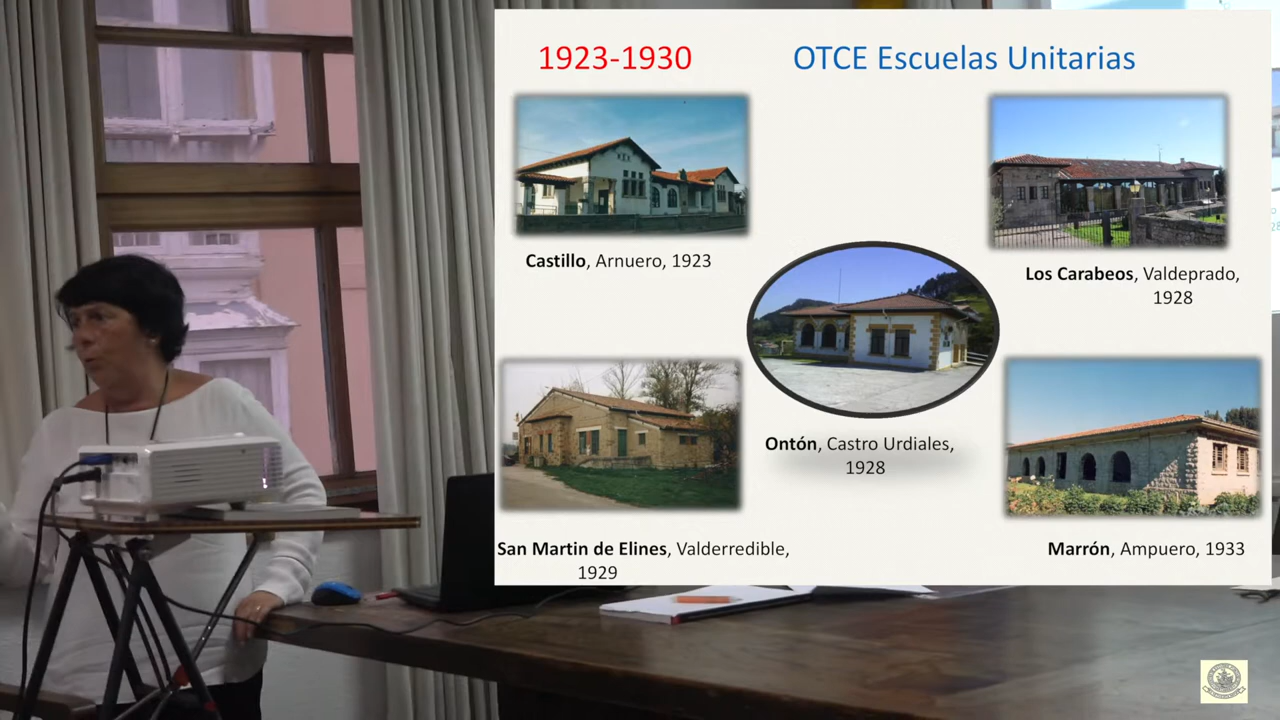 1923-1930
OTCE Escuelas Unitarias
Castillo, Arnuero, 1923
Los Carabeos, Valdeprado,
1928
Ontón, Castro Urdiales,
1928
San Martin de Elines, Valderredible,
1929
Marrón, Ampuero, 1933